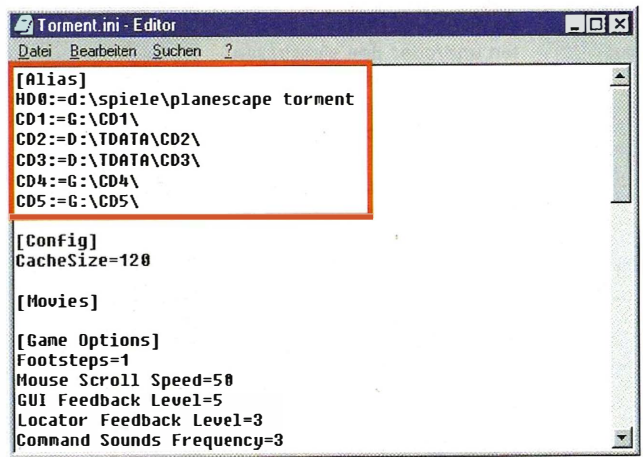 Torment.ini - Editor
Datei Bearbeiten Suchen ?
[Alias]
HD0:=d:\spiele\planescape torment
CD1:=G:\CD1\
CD2:=D:\TDATA\CD2\
CD3:=D:\TDATA\CD3\
CD4:=G:\CD4\
CD5:=G:\CD5\
[Config]
CacheSize=120
[Movies]
[Game Options]
Footsteps=1
Mouse Scroll Speed=50
GUI Feedback Level=5
Locator Feedback Level=3
Command Sounds Frequency=3